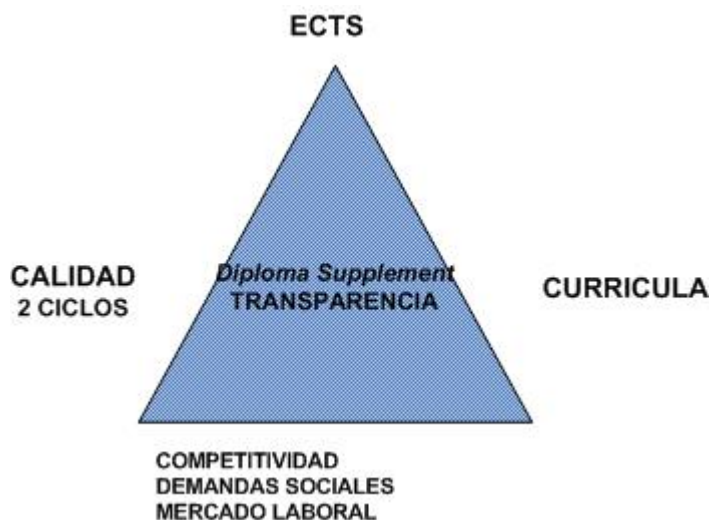 ECTS
CALIDAD
2 CICLOS
Diploma Supplement
TRANSPARENCIA
CURRICULA
COMPETITIVIDAD
DEMANDAS SOCIALES
MERCADO LABORAL